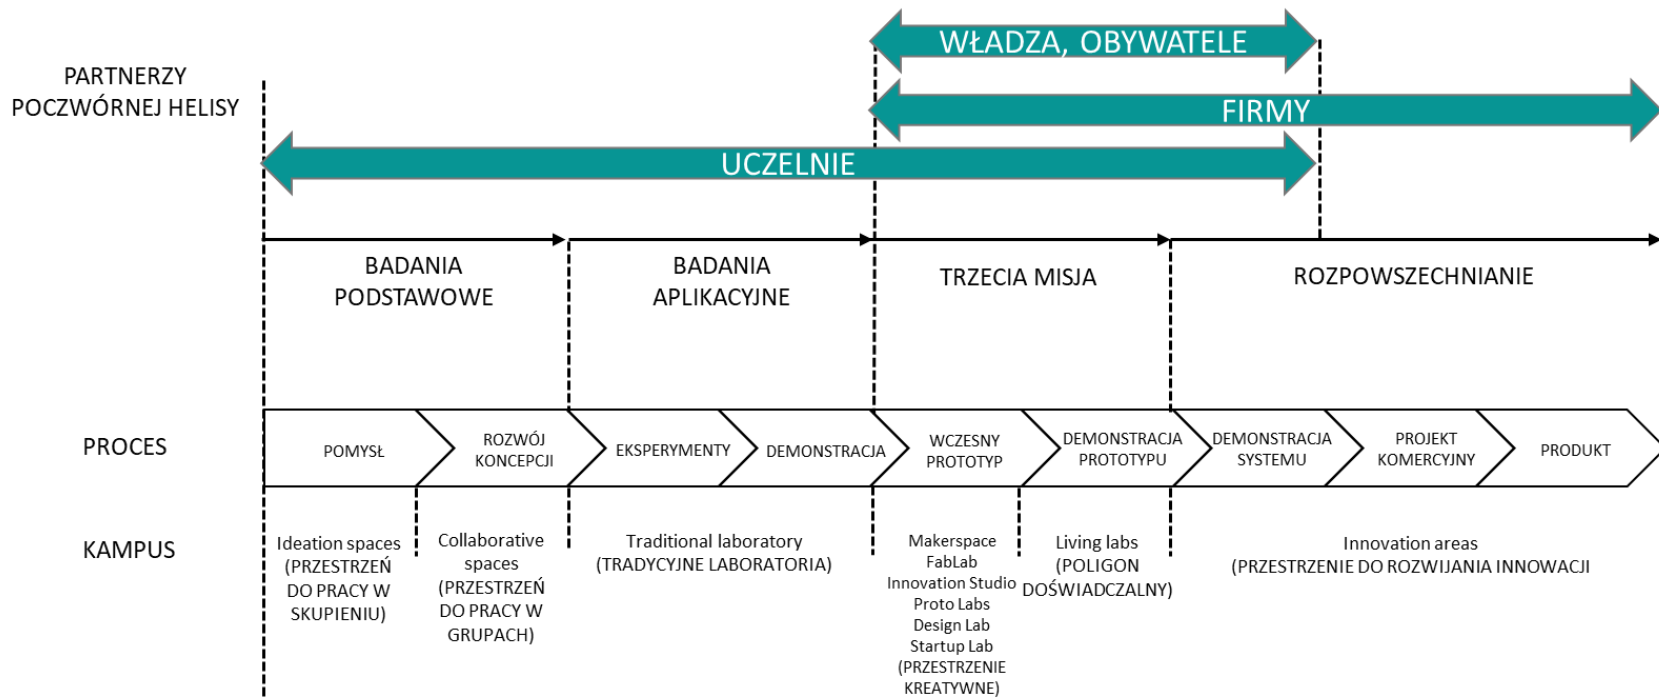 WŁADZA, OBYWATELE
PARTNERZY
POCZWÓRNEJ HELISY
FIRMY
UCZELNIE
BADANIA
PODSTAWOWE
BADANIA
APLIKACYJNE
TRZECIA MISJA
ROZPOWSZECHNIANIE
PROCES
POMYSŁ
ROZWÓJ
KONCEPCJI
EKSPERYMENTY
DEMONSTRACJA
WCZESNY
PROTOTYP
DEMONSTRACJA
PROTOTYPU
DEMONSTRACJA
SYSTEMU
PROJEKT
KOMERCYJNY
PRODUKT
KAMPUS
Ideation spaces
(PRZESTRZEŃ
DO PRACY W
SKUPIENIU)
Collaborative
spaces
(PRZESTRZEŃ
DO PRACY W
GRUPACH)
Traditional laboratory
(TRADYCYJNE LABORATORIA)
Makerspace
FabLab
Innovation Studio
Proto Labs
Design Lab
Startup Lab
(PRZESTRZENIE
KREATYWNE)
Living labs
(POLIGON
DOŚWIADCZALNY)
Innovation areas
(PRZESTRZENIE DO ROZWIJANIA INNOWACJI